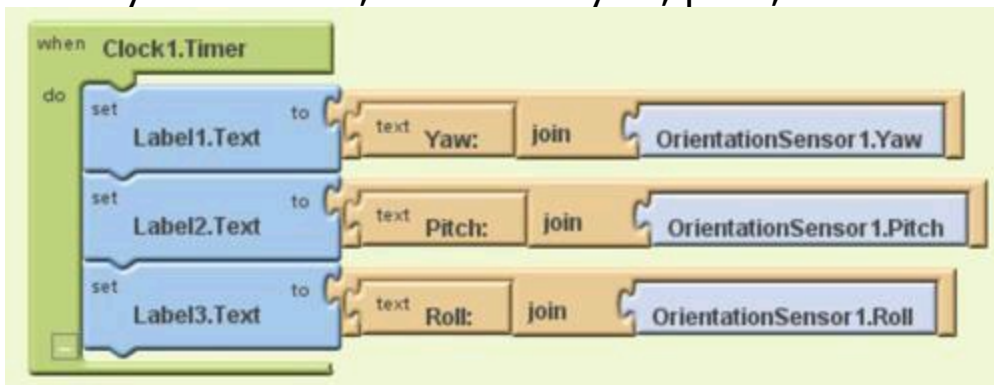 when Clock1.Timer
do
set Label1.Text to text Yaw: join OrientationSensor1.Yaw
set Label2.Text to text Pitch: join OrientationSensor1.Pitch
set Label3.Text to text Roll: join OrientationSensor1.Roll